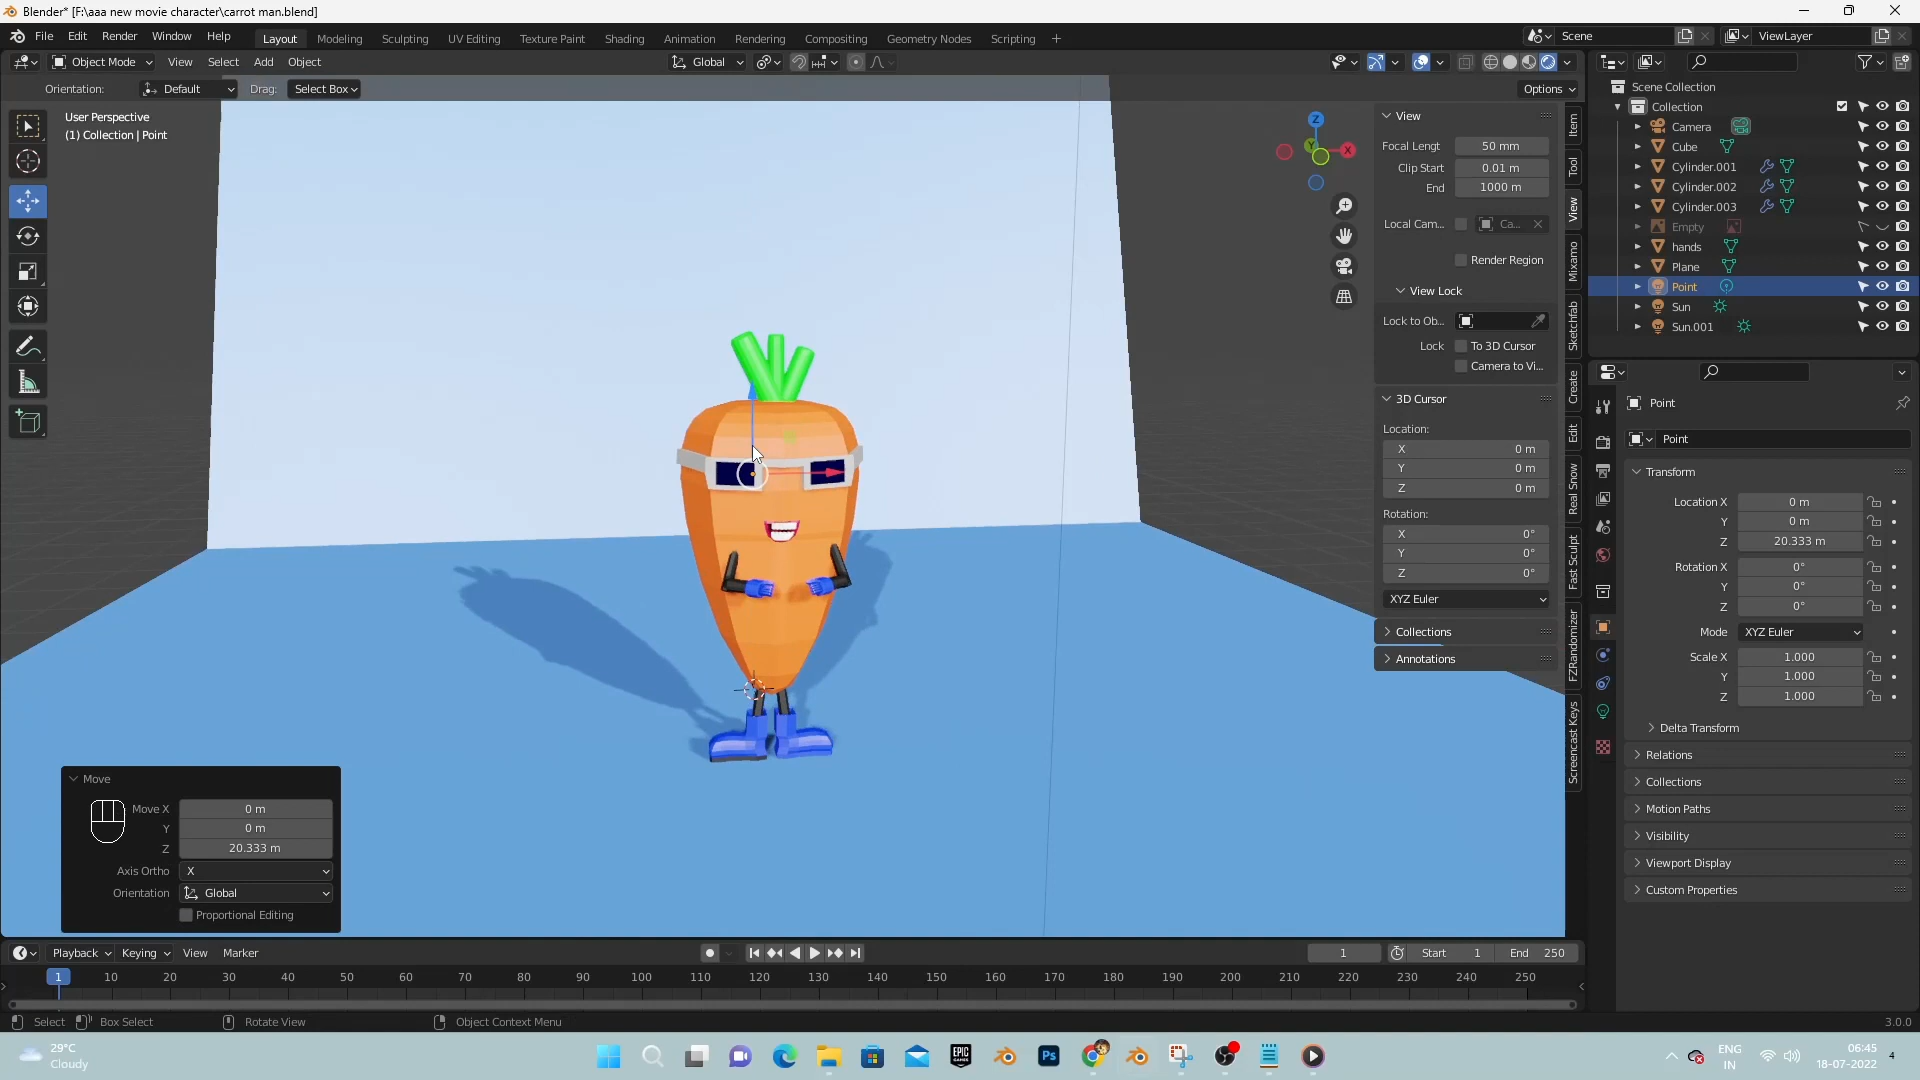 Blender* [F:\aaa new movie character\carrot man.blend]
File Edit Render Window Help Layout Modeling Sculpting UV Editing Texture Paint Shading Animation Rendering Compositing Geometry Nodes Scripting + Scene ViewLayer
Object Mode View Select Add Object Global
Orientation: Default Drag: Select Box Options
User Perspective
(1) Collection | Point
Z
Y
X
View
Focal Lengt 50 mm
Clip Start 0.01 m
End 1000 m
Local Cam... Ca...
Render Region
View Lock
Lock to Ob...
Lock To 3D Cursor
Camera to Vi...
3D Cursor
Location:
X 0 m
Y 0 m
Z 0 m
Rotation:
X 0°
Y 0°
Z 0°
XYZ Euler
Collections
Annotations
Item
Tool
View
Mixamo
Sketchfab
Create
Edit
Real Snow
Fast Sculpt
FZRandomizer
Screencast Keys
Scene Collection
Collection
Camera
Cube
Cylinder.001
Cylinder.002
Cylinder.003
Empty
hands
Plane
Point
Sun
Sun.001
Point
Point
Transform
Location X 0 m
Y 0 m
Z 20.333 m
Rotation X 0°
Y 0°
Z 0°
Mode XYZ Euler
Scale X 1.000
Y 1.000
Z 1.000
Delta Transform
Relations
Collections
Motion Paths
Visibility
Viewport Display
Custom Properties
Move
Move X 0 m
Y 0 m
Z 20.333 m
Axis Ortho X
Orientation Global
Proportional Editing
Playback Keying View Marker 1 Start 1 End 250
1 10 20 30 40 50 60 70 80 90 100 110 120 130 140 150 160 170 180 190 200 210 220 230 240 250
Select Box Select Rotate View Object Context Menu 3.0.0
29°C
Cloudy
EPIC
GAMES
Ps
ENG
IN
06:45
18-07-2022
4